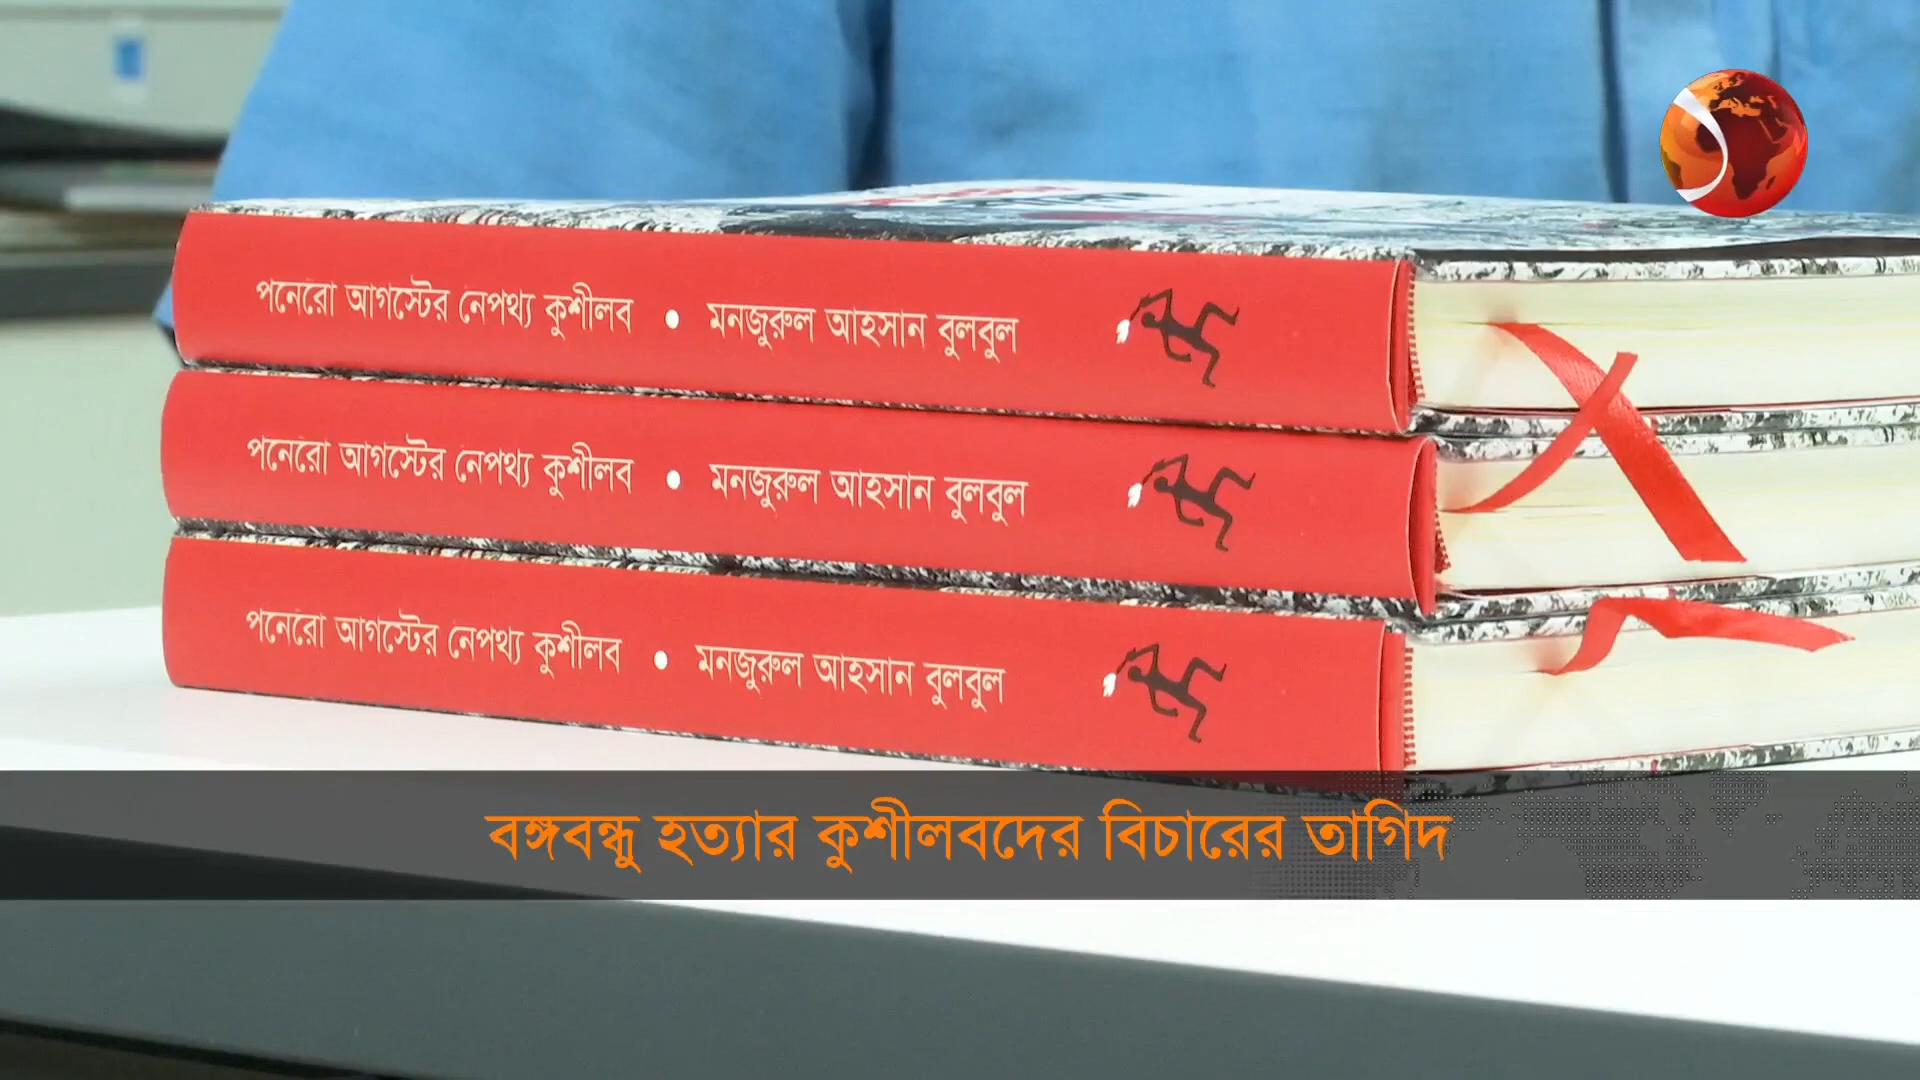 পনেরো আগস্টের নেপথ্য কুশীলব • মনজুরুল আহসান বুলবুল
পনেরো আগস্টের নেপথ্য কুশীলব • মনজুরুল আহসান বুলবুল
পনেরো আগস্টের নেপথ্য কুশীলব • মনজুরুল আহসান বুলবুল
বঙ্গবন্ধু হত্যার কুশীলবদের বিচারের তাগিদ